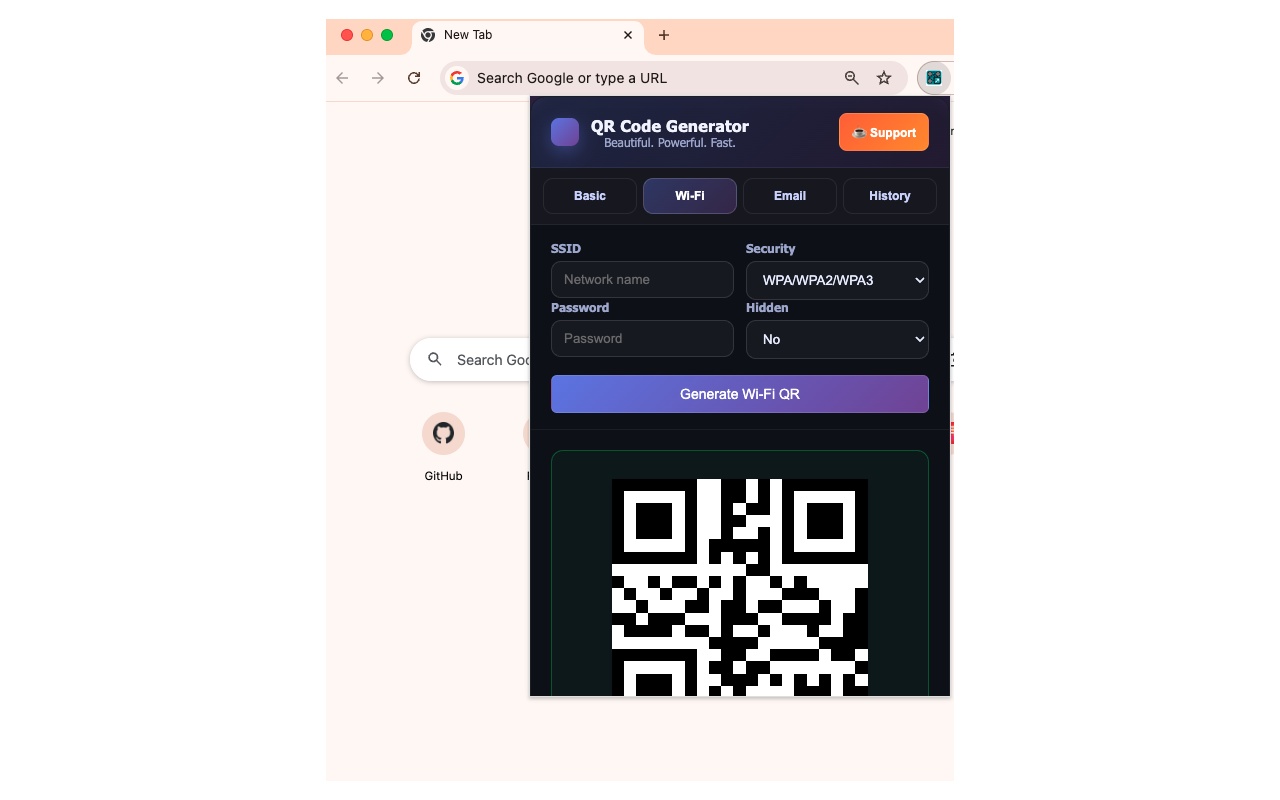 New Tab
Search Google or type a URL
QR Code Generator
Beautiful. Powerful. Fast.
Support
Basic
Wi-Fi
Email
History
SSID
Security
Network name
WPA/WPA2/WPA3
Password
Hidden
Password
No
Generate Wi-Fi QR
Search Goo
GitHub